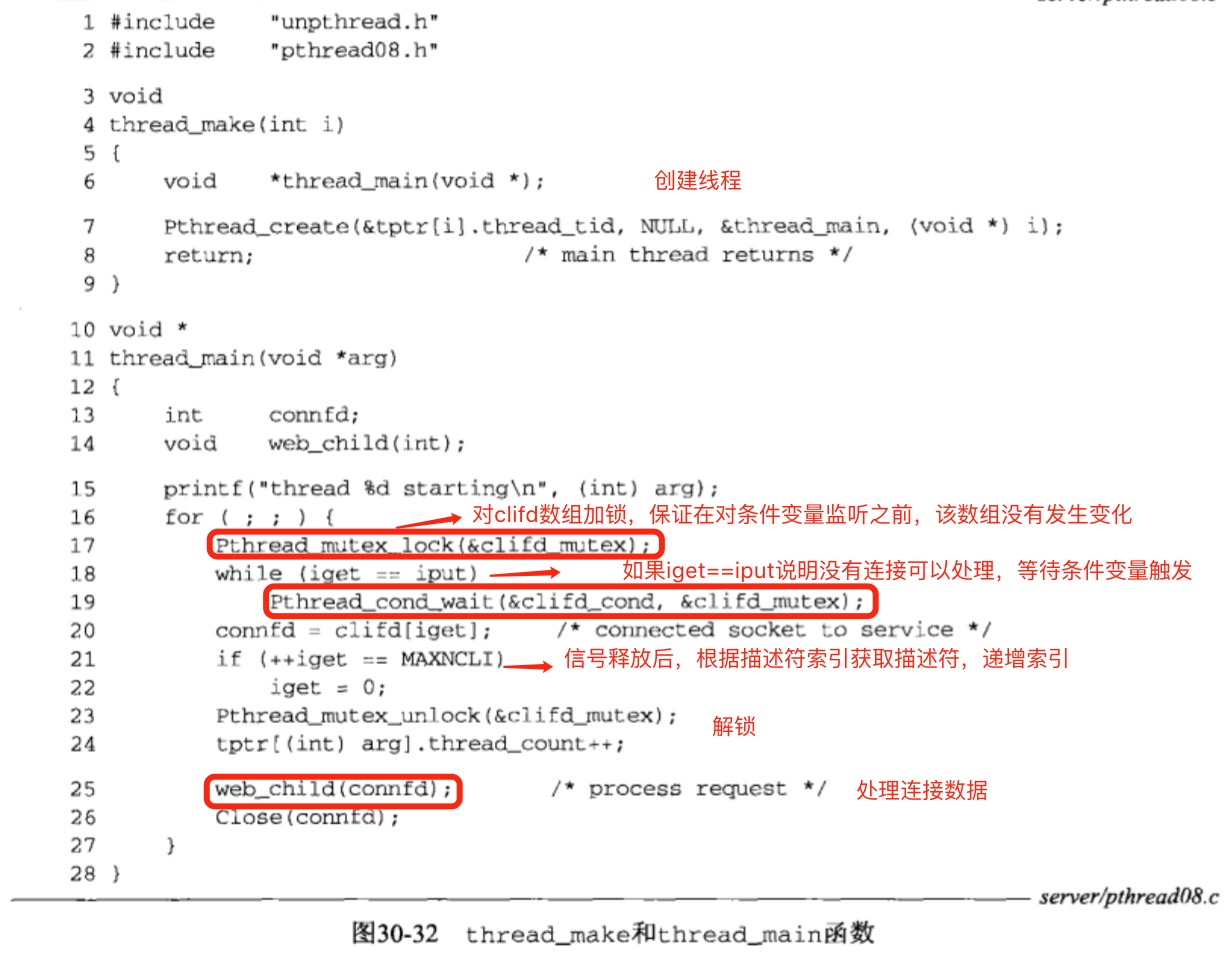 1 #include "unpthread.h"
2 #include "pthread08.h"
3 void
4 thread_make(int i)
5 {
6 void *thread_main(void *); 创建线程
7 Pthread_create(&tptr[i].thread_tid, NULL, &thread_main, (void *) i);
8 return; /* main thread returns */
9 }
10 void *
11 thread_main(void *arg)
12 {
13 int connfd;
14 void web_child(int);
15 printf("thread %d starting\n", (int) arg);
16 for ( ; ; ) { 对clifd数组加锁，保证在对条件变量监听之前，该数组没有发生变化
17 Pthread_mutex_lock(&clifd_mutex);
18 while (iget == iput) 如果iget==iput说明没有连接可以处理，等待条件变量触发
19 Pthread_cond_wait(&clifd_cond, &clifd_mutex);
20 connfd = clifd[iget]; /* connected socket to service */
21 if (++iget == MAXNCLI) 信号释放后，根据描述符索引获取描述符，递增索引
22 iget = 0;
23 Pthread_mutex_unlock(&clifd_mutex); 解锁
24 tptr[(int) arg].thread_count++;
25 web_child(connfd); /* process request */ 处理连接数据
26 Close(connfd);
27 }
28 }
server/pthread08.c
图30-32 thread_make和thread_main函数